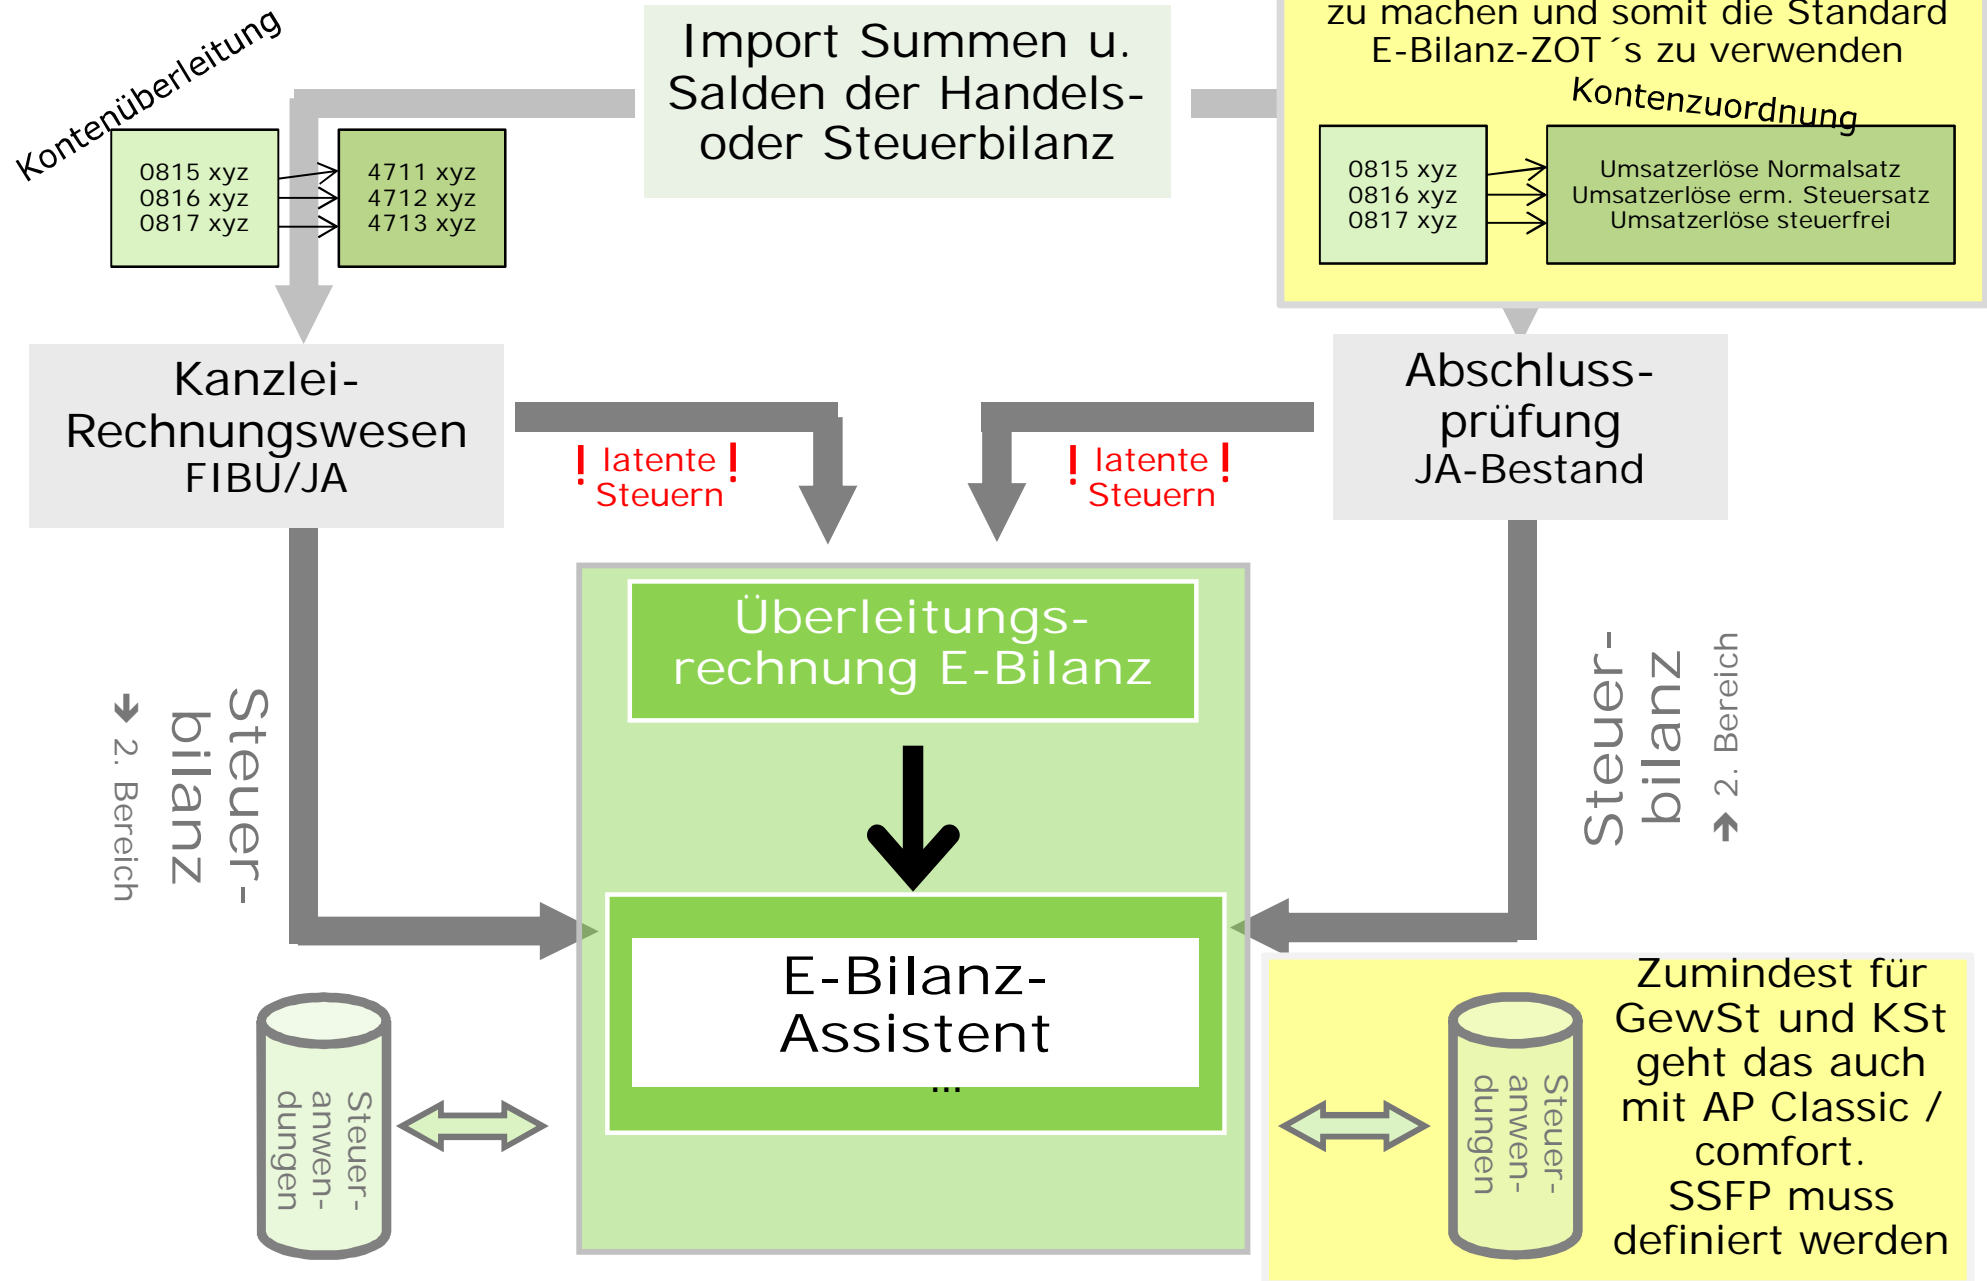 Kontenüberleitung
Import Summen u.
Salden der Handels-
oder Steuerbilanz
zu machen und somit die Standard
E-Bilanz-ZOT´s zu verwenden
Kontenzuordnung
0815 xyz
0816 xyz
0817 xyz
4711 xyz
4712 xyz
4713 xyz
0815 xyz
0816 xyz
0817 xyz
Umsatzerlöse Normalsatz
Umsatzerlöse erm. Steuersatz
Umsatzerlöse steuerfrei
Kanzlei-
Rechnungswesen
FIBU/JA
! latente !
Steuern
! latente !
Steuern
Abschluss-
prüfung
JA-Bestand
Überleitungs-
rechnung E-Bilanz
Steuer-
bilanz
➔ 2. Bereich
Steuer-
bilanz
➔ 2. Bereich
E-Bilanz-
Assistent
...
Steuer-
anwen-
dungen
Steuer-
anwen-
dungen
Zumindest für
GewSt und KSt
geht das auch
mit AP Classic /
comfort.
SSFP muss
definiert werden